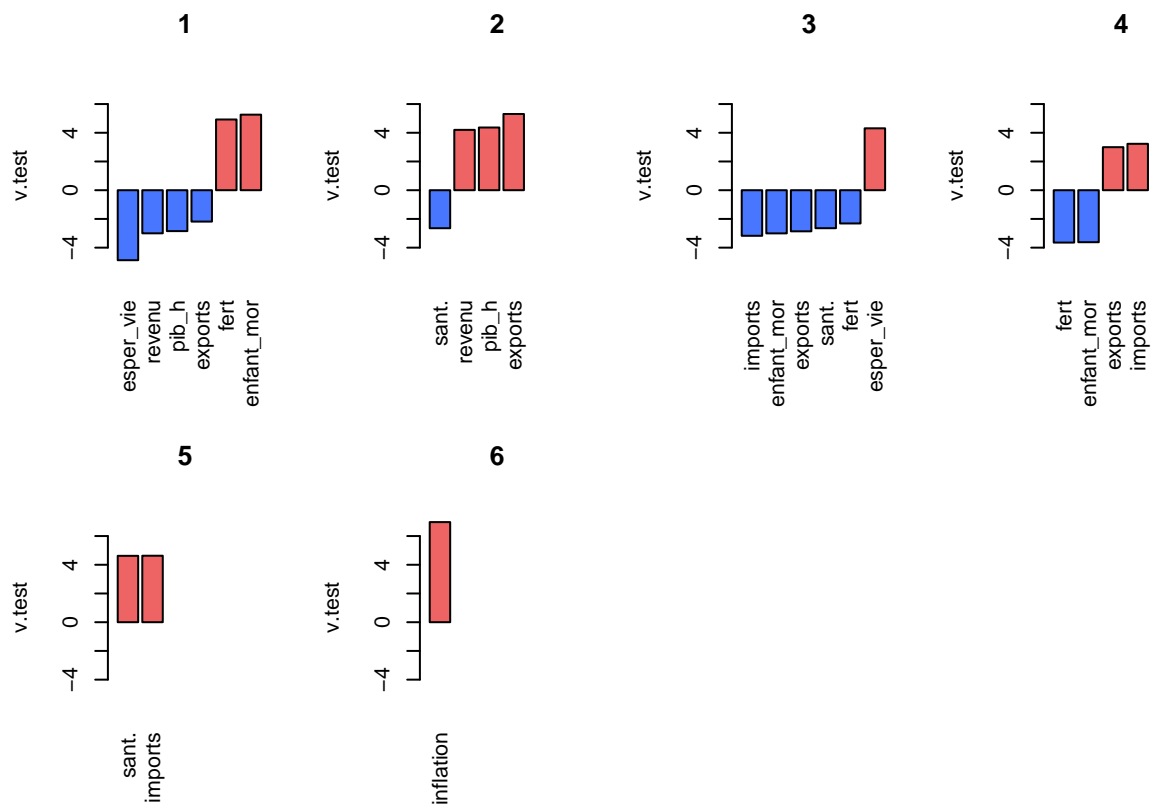 1
2
3
4
v.test
4
0
−4
esper_vie
revenu
pib_h
exports
fert
enfant_mor
v.test
4
0
−4
sant.
revenu
pib_h
exports
v.test
4
0
−4
imports
enfant_mor
exports
sant.
fert
esper_vie
v.test
4
0
−4
fert
enfant_mor
exports
imports
5
6
v.test
4
0
−4
sant.
imports
v.test
4
0
−4
inflation